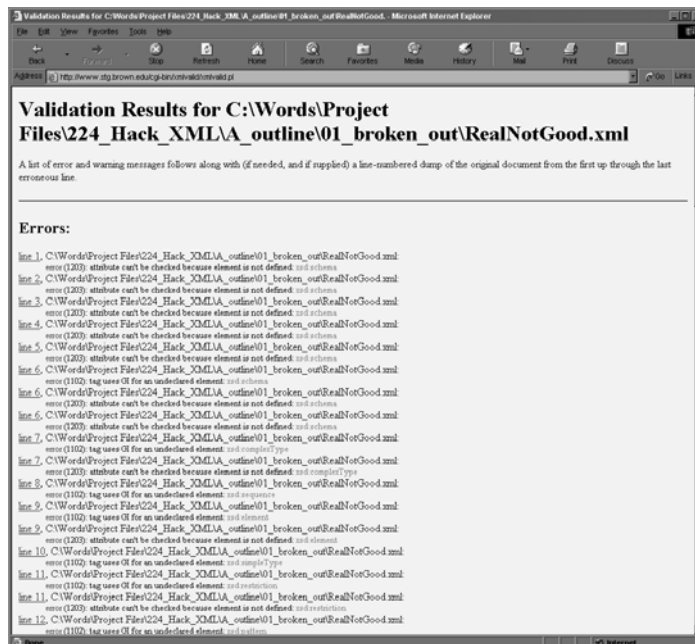 Validation Results for C:\Words\Project Files\224_Hack_XML\A_outline\01_broken_out\RealNotGood. - Microsoft Internet Explorer
File Edit View Favorites Tools Help
Back Forward Stop Refresh Home Search Favorites Media History Mail Print Discuss
Address http://www.stg.brown.edu/cgi-bin/xmlvalid/xmlvalid.pl Go Links
Validation Results for C:\Words\Project
Files\224_Hack_XML\A_outline\01_broken_out\RealNotGood.xml
A list of error and warning messages follows along with (if needed, and if supplied) a line-numbered dump of the original document from the first up through the last
erroneous line.
Errors:
line 1, C:\Words\Project Files\224_Hack_XML\A_outline\01_broken_out\RealNotGood.xml:
error (1203): attribute can't be checked because element is not defined: xsd:schema
line 2, C:\Words\Project Files\224_Hack_XML\A_outline\01_broken_out\RealNotGood.xml:
error (1203): attribute can't be checked because element is not defined: xsd:schema
line 3, C:\Words\Project Files\224_Hack_XML\A_outline\01_broken_out\RealNotGood.xml:
error (1203): attribute can't be checked because element is not defined: xsd:schema
line 4, C:\Words\Project Files\224_Hack_XML\A_outline\01_broken_out\RealNotGood.xml:
error (1203): attribute can't be checked because element is not defined: xsd:schema
line 5, C:\Words\Project Files\224_Hack_XML\A_outline\01_broken_out\RealNotGood.xml:
error (1203): attribute can't be checked because element is not defined: xsd:schema
line 6, C:\Words\Project Files\224_Hack_XML\A_outline\01_broken_out\RealNotGood.xml:
error (1102): tag uses GI for an undeclared element: xsd:schema
line 6, C:\Words\Project Files\224_Hack_XML\A_outline\01_broken_out\RealNotGood.xml:
error (1203): attribute can't be checked because element is not defined: xsd:schema
line 6, C:\Words\Project Files\224_Hack_XML\A_outline\01_broken_out\RealNotGood.xml:
error (1203): attribute can't be checked because element is not defined: xsd:schema
line 7, C:\Words\Project Files\224_Hack_XML\A_outline\01_broken_out\RealNotGood.xml:
error (1102): tag uses GI for an undeclared element: xsd:complexType
line 7, C:\Words\Project Files\224_Hack_XML\A_outline\01_broken_out\RealNotGood.xml:
error (1203): attribute can't be checked because element is not defined: xsd:complexType
line 8, C:\Words\Project Files\224_Hack_XML\A_outline\01_broken_out\RealNotGood.xml:
error (1102): tag uses GI for an undeclared element: xsd:sequence
line 9, C:\Words\Project Files\224_Hack_XML\A_outline\01_broken_out\RealNotGood.xml:
error (1102): tag uses GI for an undeclared element: xsd:element
line 9, C:\Words\Project Files\224_Hack_XML\A_outline\01_broken_out\RealNotGood.xml:
error (1203): attribute can't be checked because element is not defined: xsd:element
line 10, C:\Words\Project Files\224_Hack_XML\A_outline\01_broken_out\RealNotGood.xml:
error (1102): tag uses GI for an undeclared element: xsd:simpleType
line 11, C:\Words\Project Files\224_Hack_XML\A_outline\01_broken_out\RealNotGood.xml:
error (1102): tag uses GI for an undeclared element: xsd:restriction
line 11, C:\Words\Project Files\224_Hack_XML\A_outline\01_broken_out\RealNotGood.xml:
error (1203): attribute can't be checked because element is not defined: xsd:restriction
line 12, C:\Words\Project Files\224_Hack_XML\A_outline\01_broken_out\RealNotGood.xml:
error (1102): tag uses GI for an undeclared element: xsd:pattern
Done Internet